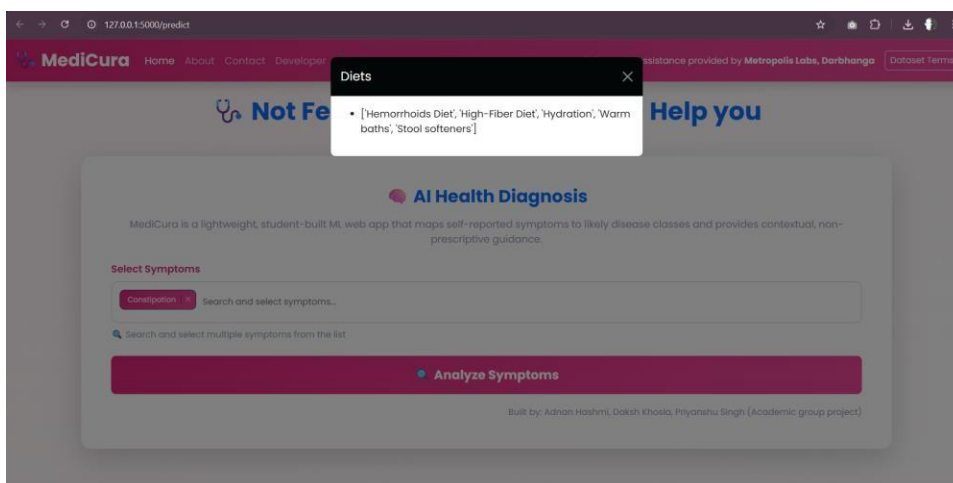 127.0.0.1:5000/predict
MediCura Home About Contact Developer
ssistance provided by Metropolis Labs, Darbhanga
Dataset Terms
Diets
Not Fe
Help you
• ['Hemorrhoids Diet', 'High-Fiber Diet', 'Hydration', 'Warm
baths', 'Stool softeners']
AI Health Diagnosis
MediCura is a lightweight, student-built ML web app that maps self-reported symptoms to likely disease classes and provides contextual, non-
prescriptive guidance.
Select Symptoms
Constipation × Search and select symptoms...
Search and select multiple symptoms from the list
Analyze Symptoms
Built by: Adnan Hashmi, Daksh Khosla, Priyanshu Singh (Academic group project)